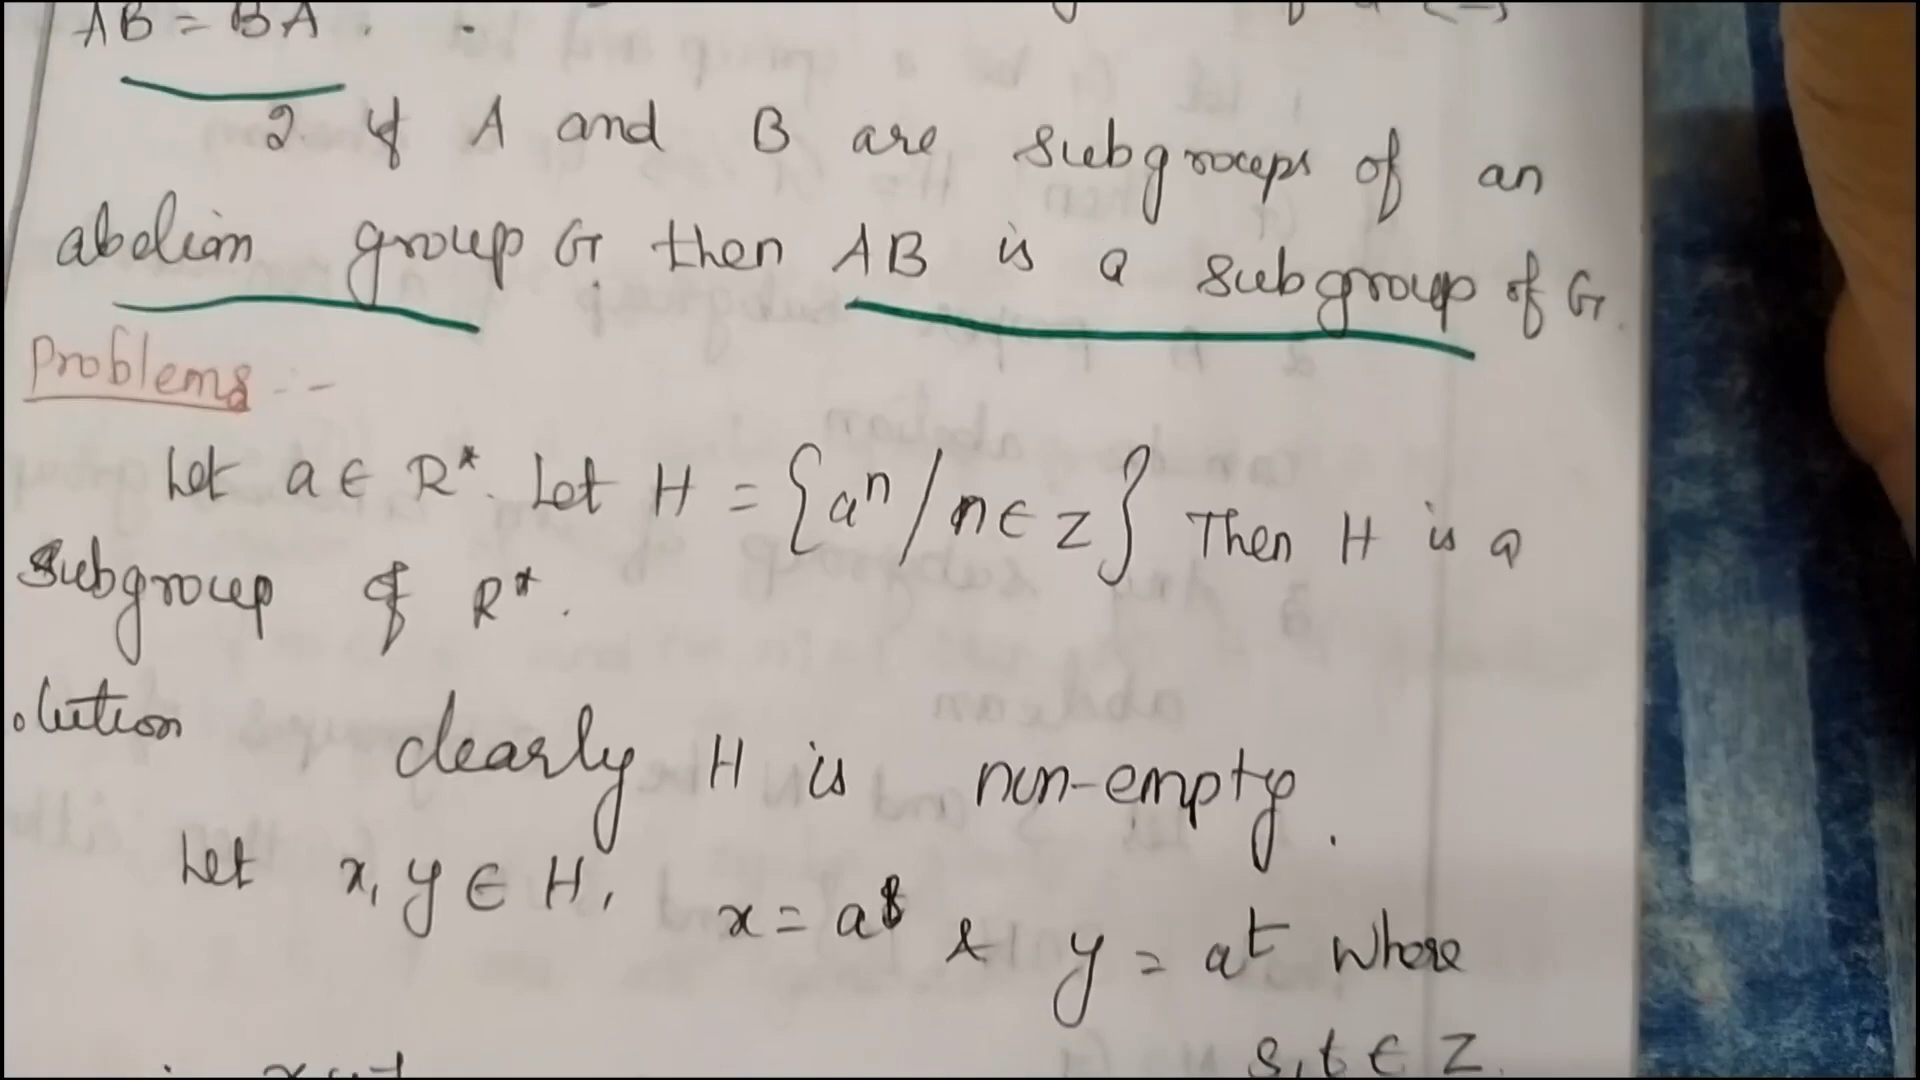 AB = BA.
2. If A and B are subgroups of an
abelian group G then AB is a subgroup of G.
Problems :-
Let a ∈ R*. Let H = {aⁿ / n ∈ Z} Then H is a
subgroup of R*.
olution clearly H is non-empty.
Let x, y ∈ H, x = aˢ & y = aᵗ where
s, t ∈ Z